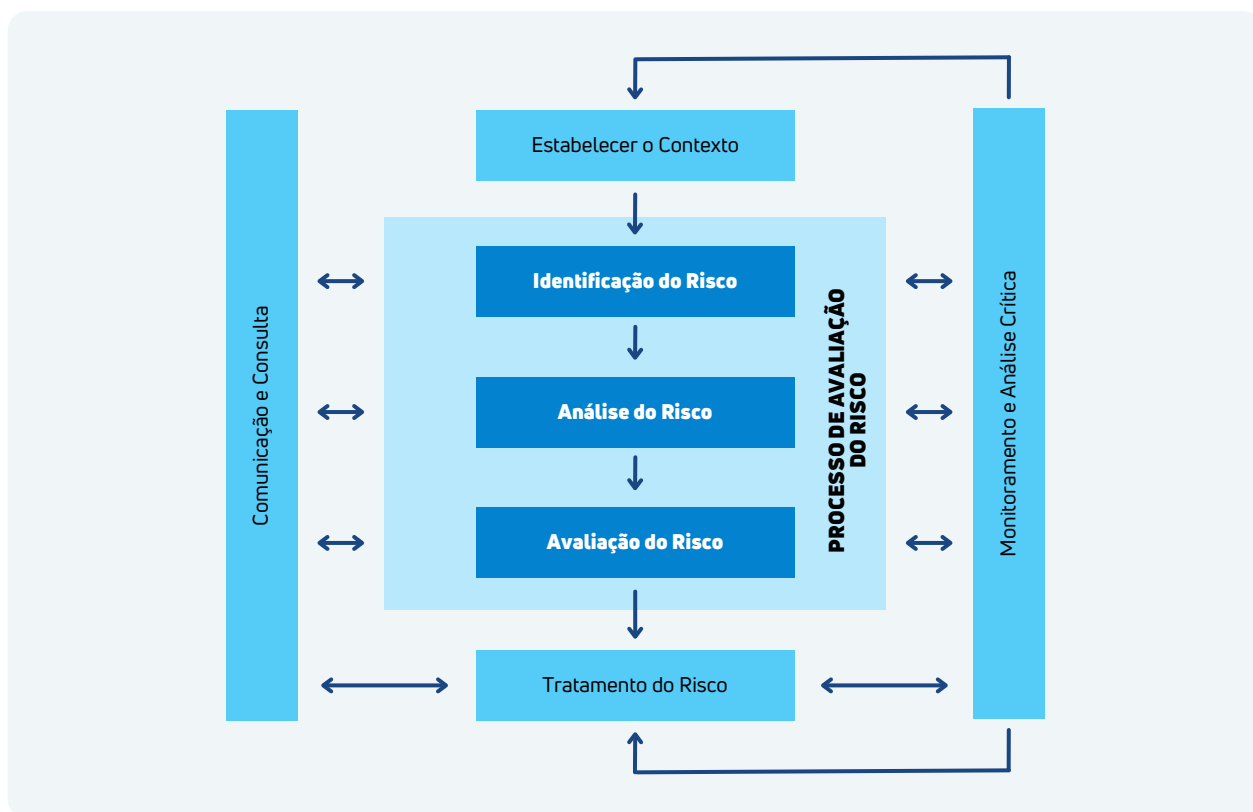 Estabelecer o Contexto
Comunicação e Consulta
Identificação do Risco
Análise do Risco
Avaliação do Risco
PROCESSO DE AVALIAÇÃO
DO RISCO
Monitoramento e Análise Crítica
Tratamento do Risco